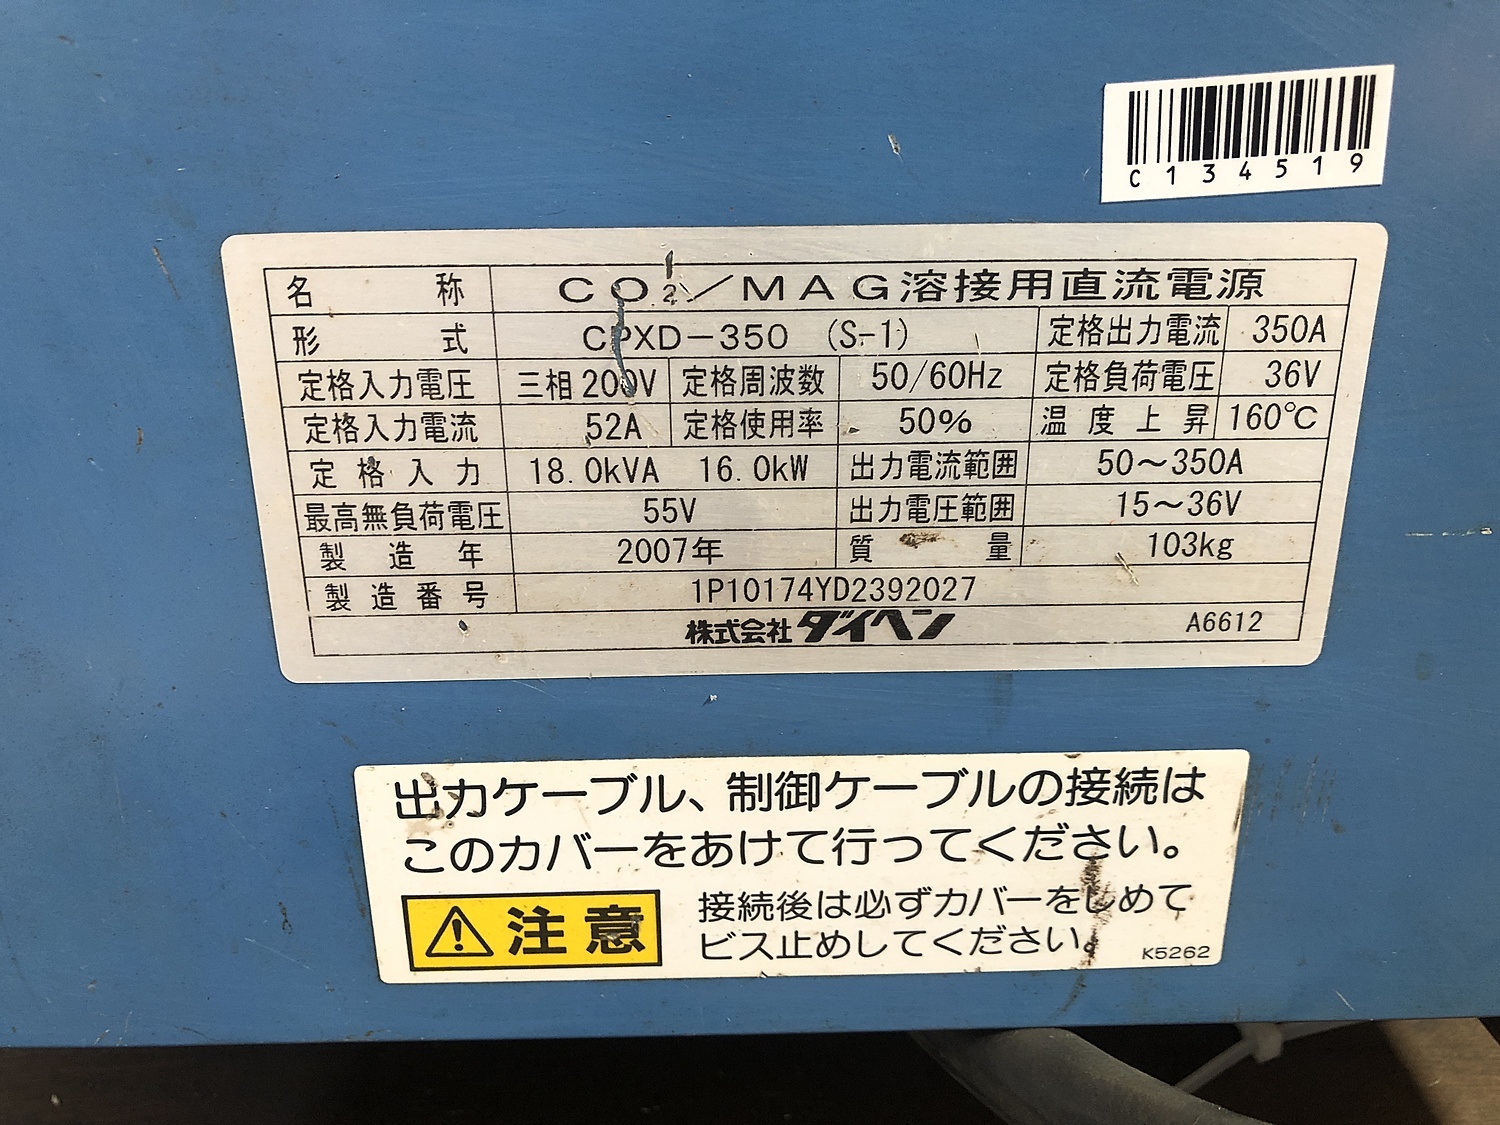 C134519
名称 CO₂/MAG溶接用直流電源
形式 CPXD-350 (S-1) 定格出力電流 350A
定格入力電圧 三相200V 定格周波数 50/60Hz 定格負荷電圧 36V
定格入力電流 52A 定格使用率 50% 温度上昇 160℃
定格入力 18.0kVA 16.0kW 出力電流範囲 50～350A
最高無負荷電圧 55V 出力電圧範囲 15～36V
製造年 2007年 質量 103kg
製造番号 1P10174YD2392027
株式会社ダイヘン A6612
出力ケーブル、制御ケーブルの接続は
このカバーをあけて行ってください。
注意
接続後は必ずカバーをしめて
ビス止めしてください。
K5262